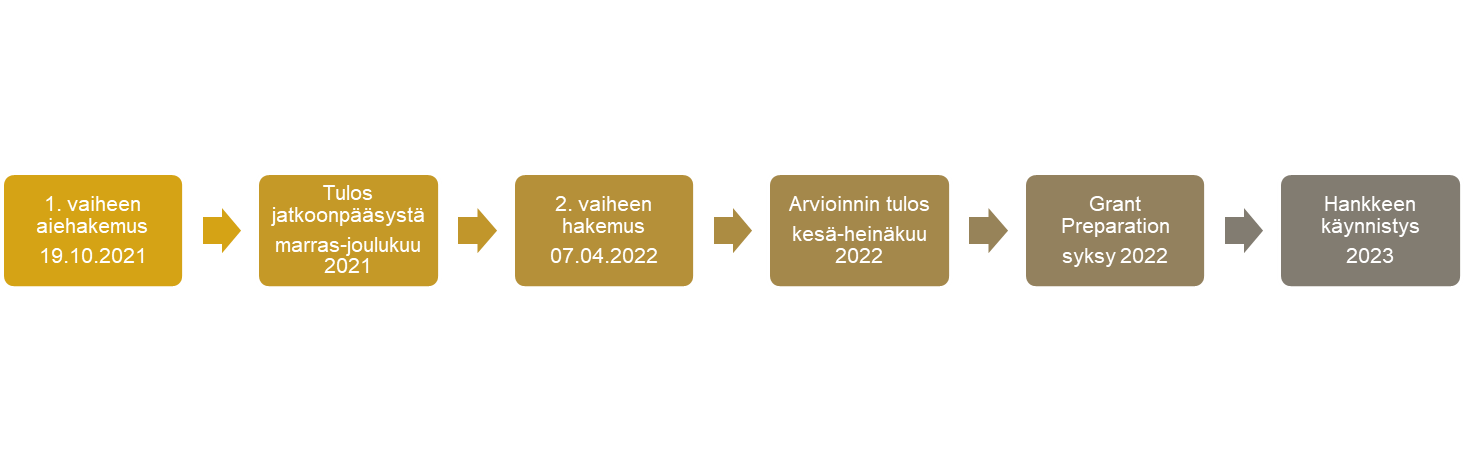 1. vaiheen
aiehakemus
19.10.2021
Tulos
jatkoonpääsystä
marras-joulukuu
2021
2. vaiheen
hakemus
07.04.2022
Arvioinnin tulos
kesä-heinäkuu
2022
Grant
Preparation
syksy 2022
Hankkeen
käynnistys
2023